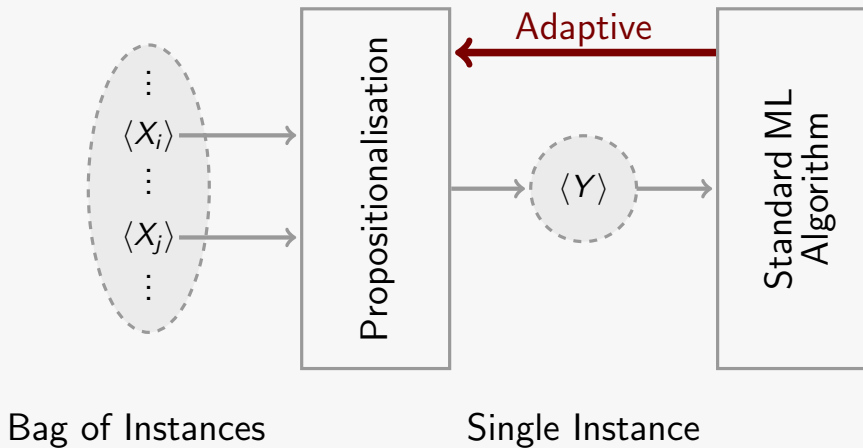 Adaptive
⋮
⟨X_i⟩
⋮
⟨X_j⟩
⋮
Propositionalisation
⟨Y⟩
Standard ML
Algorithm
Bag of Instances
Single Instance